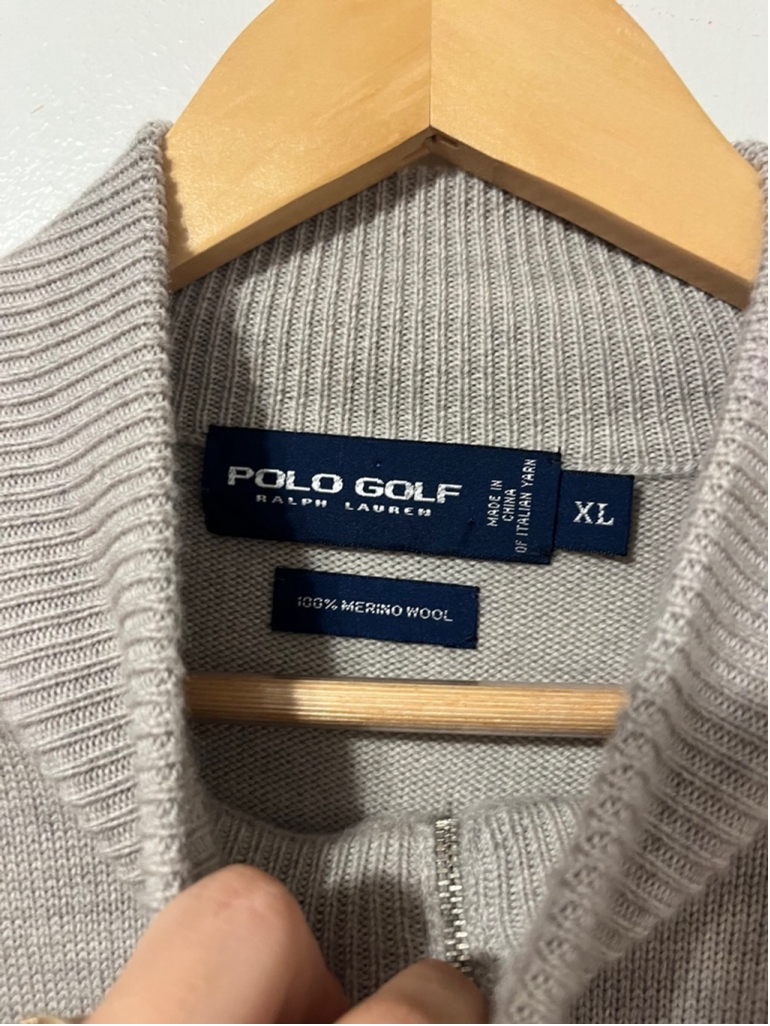 POLO GOLF
RALPH LAUREN
MADE IN
CHINA
OF ITALIAN YARN
XL
100% MERINO WOOL